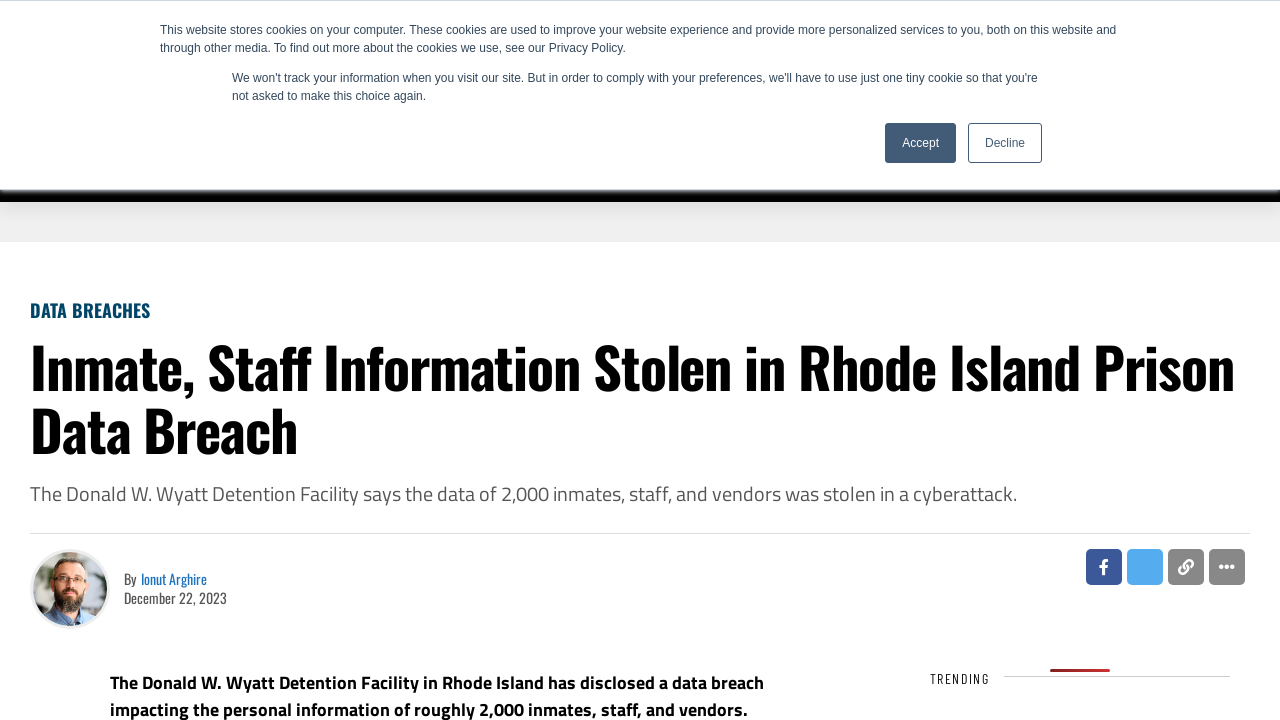 This website stores cookies on your computer. These cookies are used to improve your website experience and provide more personalized services to you, both on this website and
through other media. To find out more about the cookies we use, see our Privacy Policy.
We won't track your information when you visit our site. But in order to comply with your preferences, we'll have to use just one tiny cookie so that you're
not asked to make this choice again.
Accept
Decline
DATA BREACHES
Inmate, Staff Information Stolen in Rhode Island Prison
Data Breach
The Donald W. Wyatt Detention Facility says the data of 2,000 inmates, staff, and vendors was stolen in a cyberattack.
By Ionut Arghire
December 22, 2023
The Donald W. Wyatt Detention Facility in Rhode Island has disclosed a data breach
impacting the personal information of roughly 2,000 inmates, staff, and vendors.
TRENDING